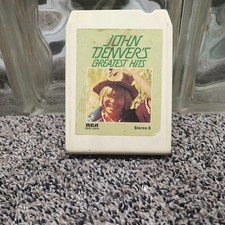 JOHN
DENVER'S
GREATEST HITS
RCA
Stereo 8